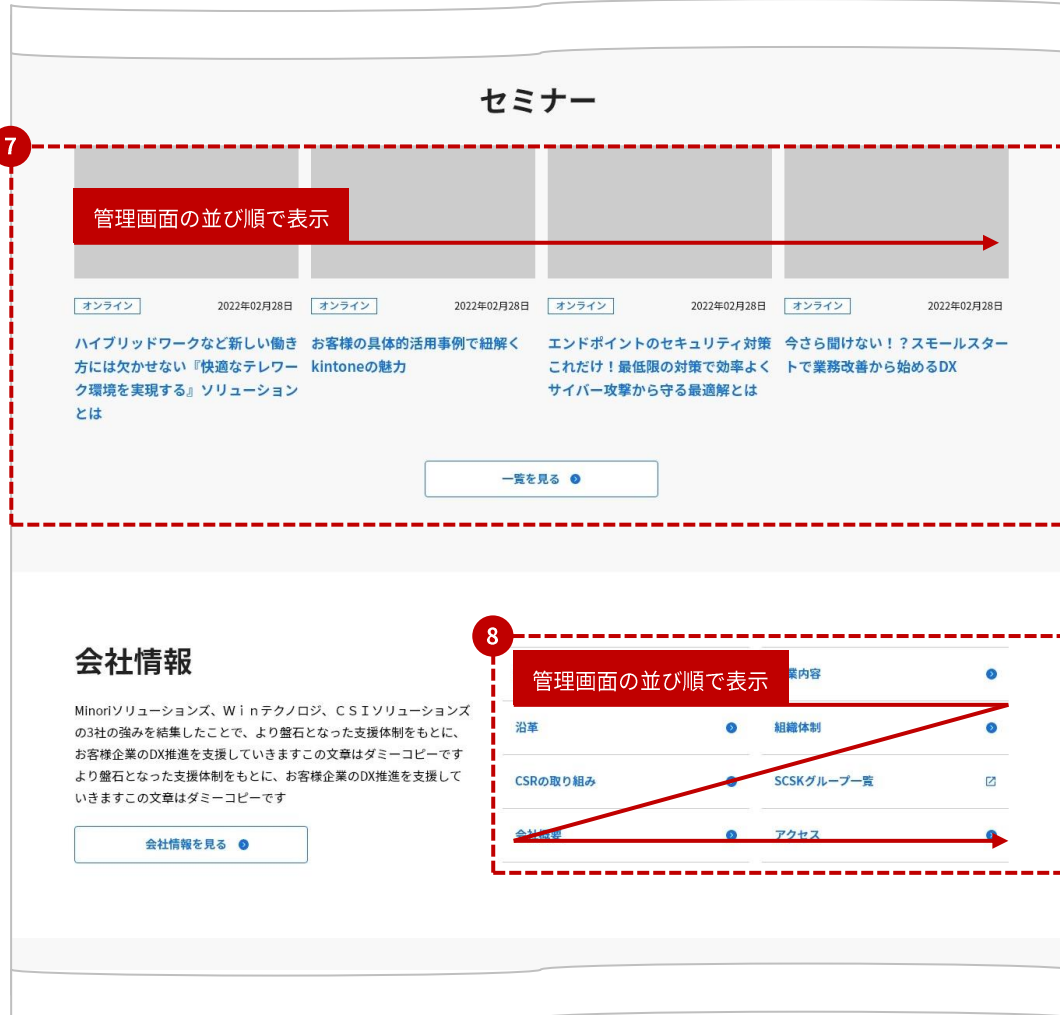 セミナー
7
管理画面の並び順で表示
オンライン 2022年02月28日
ハイブリッドワークなど新しい働き
方には欠かせない『快適なテレワー
ク環境を実現する』ソリューション
とは
オンライン 2022年02月28日
お客様の具体的活用事例で紐解く
kintoneの魅力
オンライン 2022年02月28日
エンドポイントのセキュリティ対策
これだけ！最低限の対策で効率よく
サイバー攻撃から守る最適解とは
オンライン 2022年02月28日
今さら聞けない！？スモールスター
トで業務改善から始めるDX
一覧を見る
会社情報
Minoriソリューションズ、Ｗｉｎテクノロジ、ＣＳＩソリューションズ
の3社の強みを結集したことで、より盤石となった支援体制をもとに、
お客様企業のDX推進を支援していきますこの文章はダミーコピーです
より盤石となった支援体制をもとに、お客様企業のDX推進を支援して
いきますこの文章はダミーコピーです
会社情報を見る
8
管理画面の並び順で表示
業内容
沿革
組織体制
CSRの取り組み
SCSKグループ一覧
会社概要
アクセス